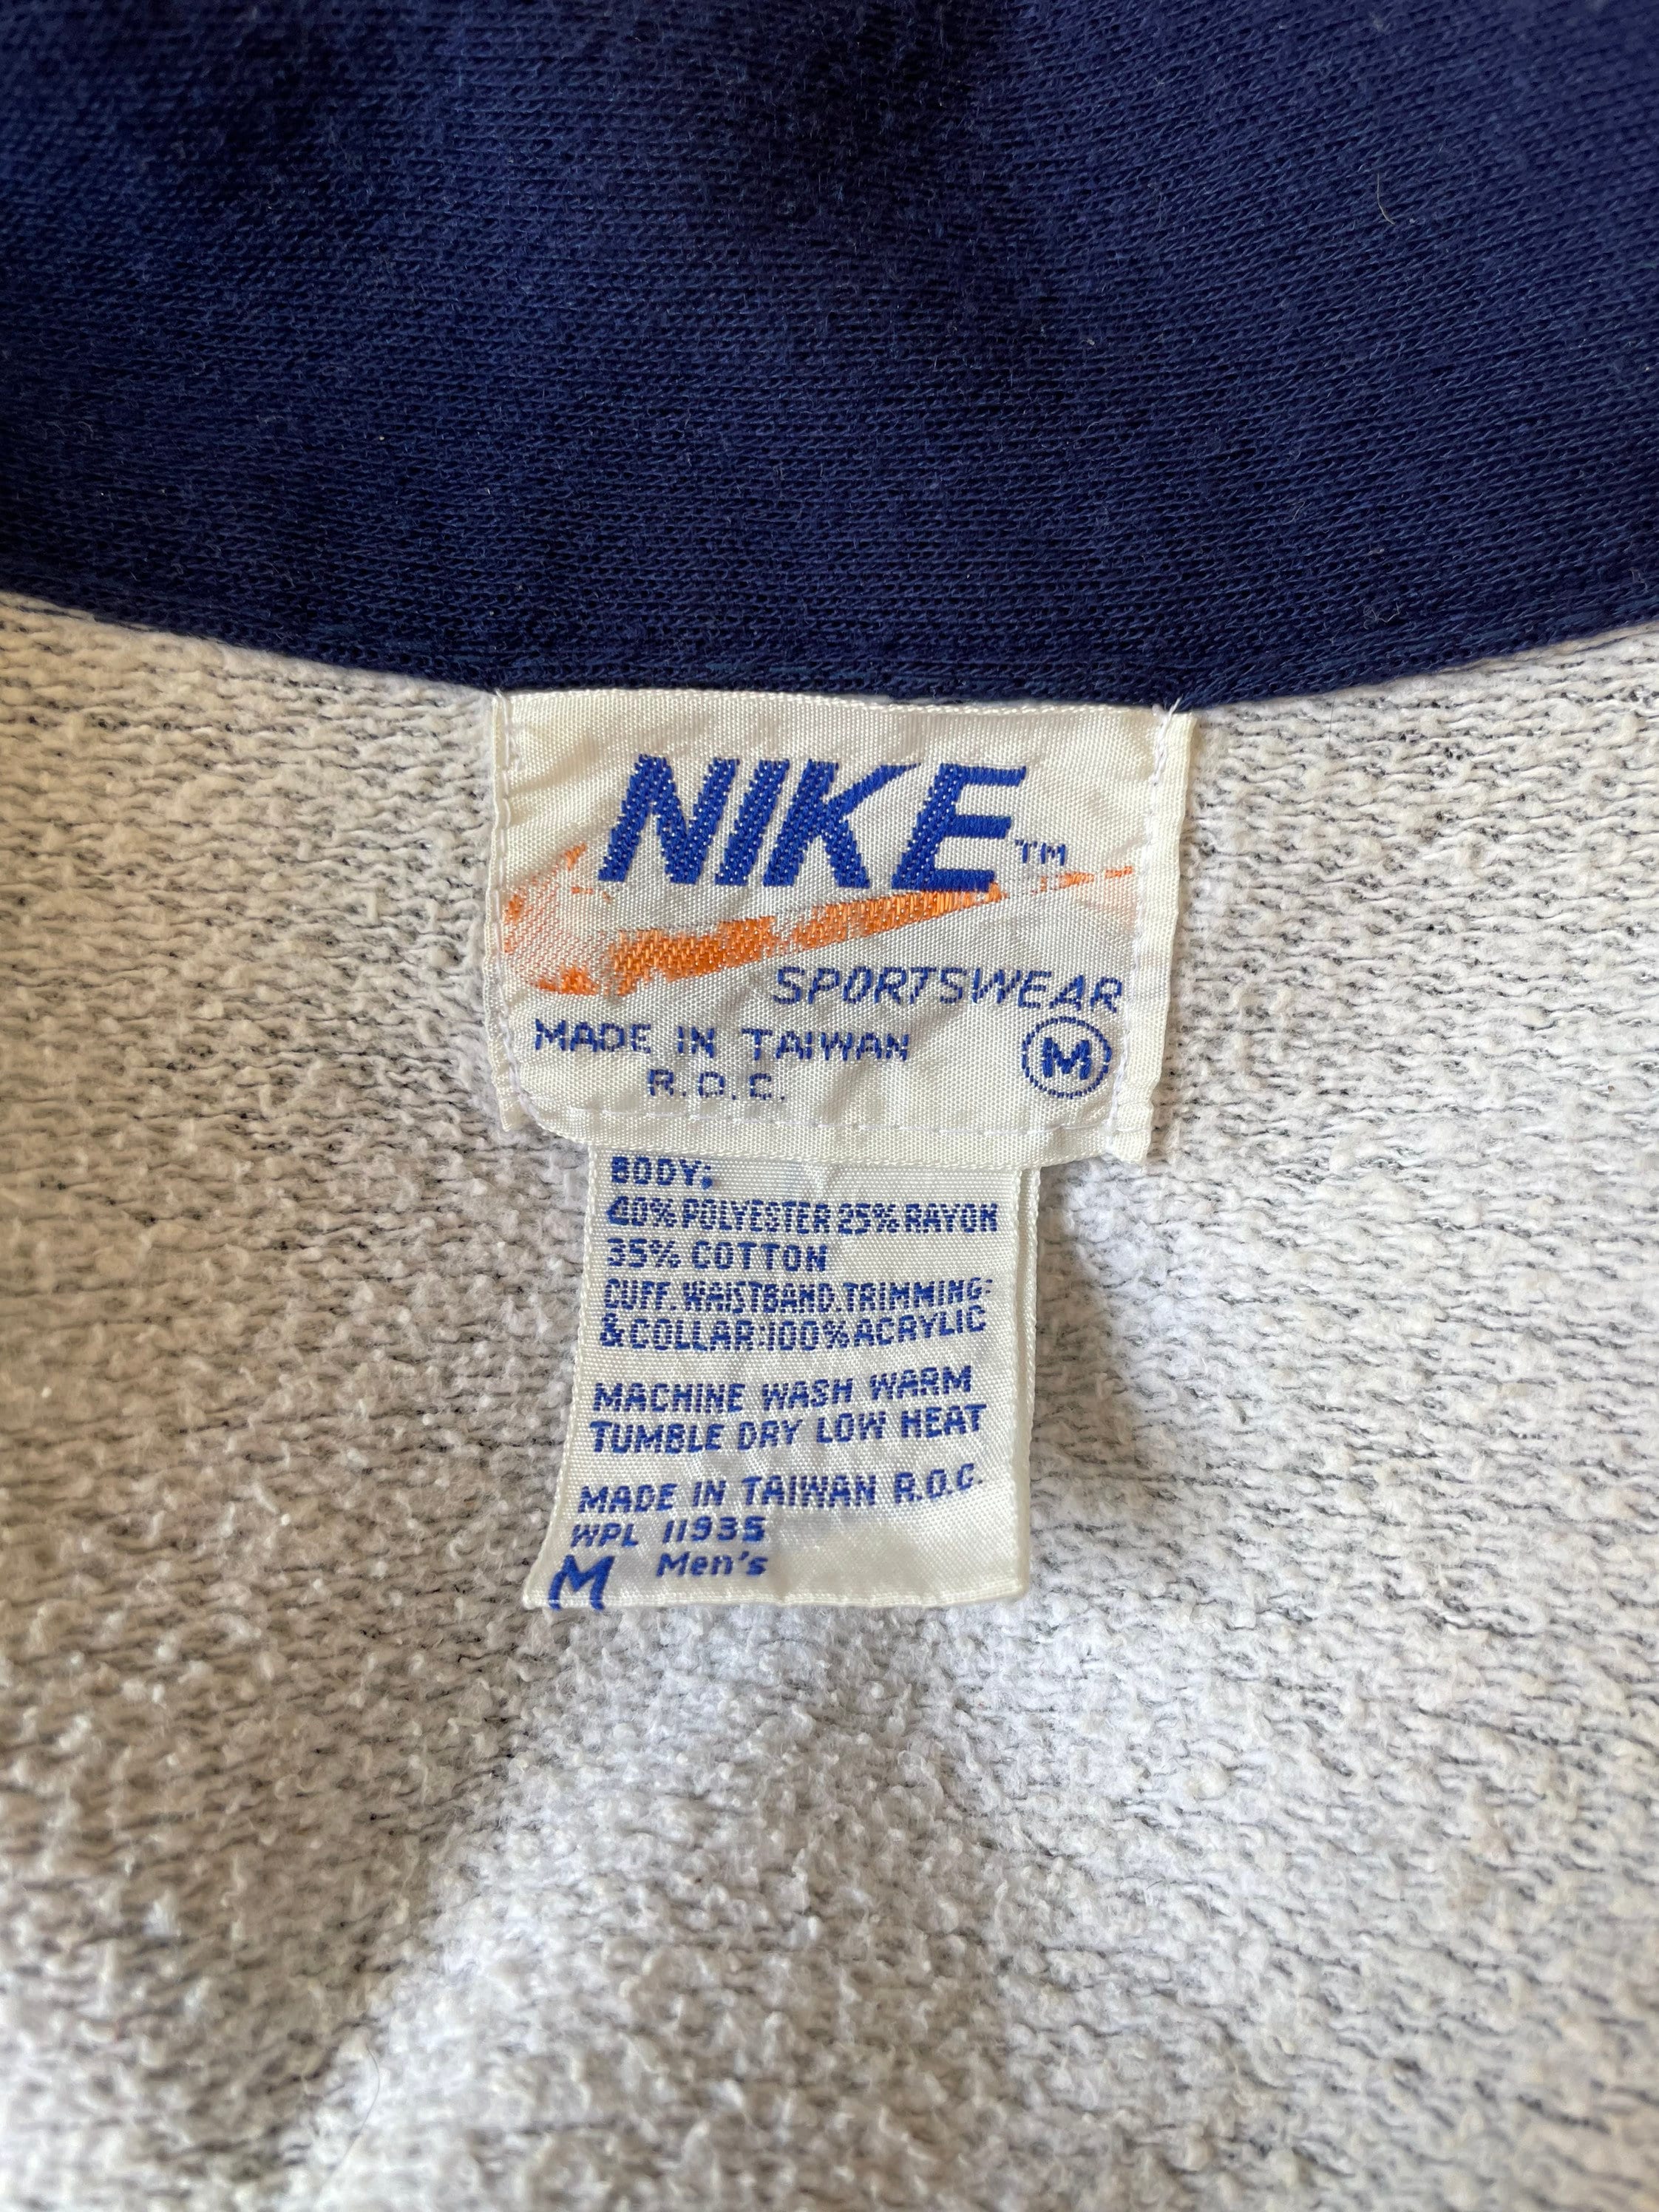 NIKE™
SPORTSWEAR
MADE IN TAIWAN
R.O.C.
M
BODY:
40% POLYESTER 25% RAYON
35% COTTON
CUFF. WAISTBAND. TRIMMING:
& COLLAR: 100% ACRYLIC
MACHINE WASH WARM
TUMBLE DRY LOW HEAT
MADE IN TAIWAN R.O.C.
WPL 11935
M Men's